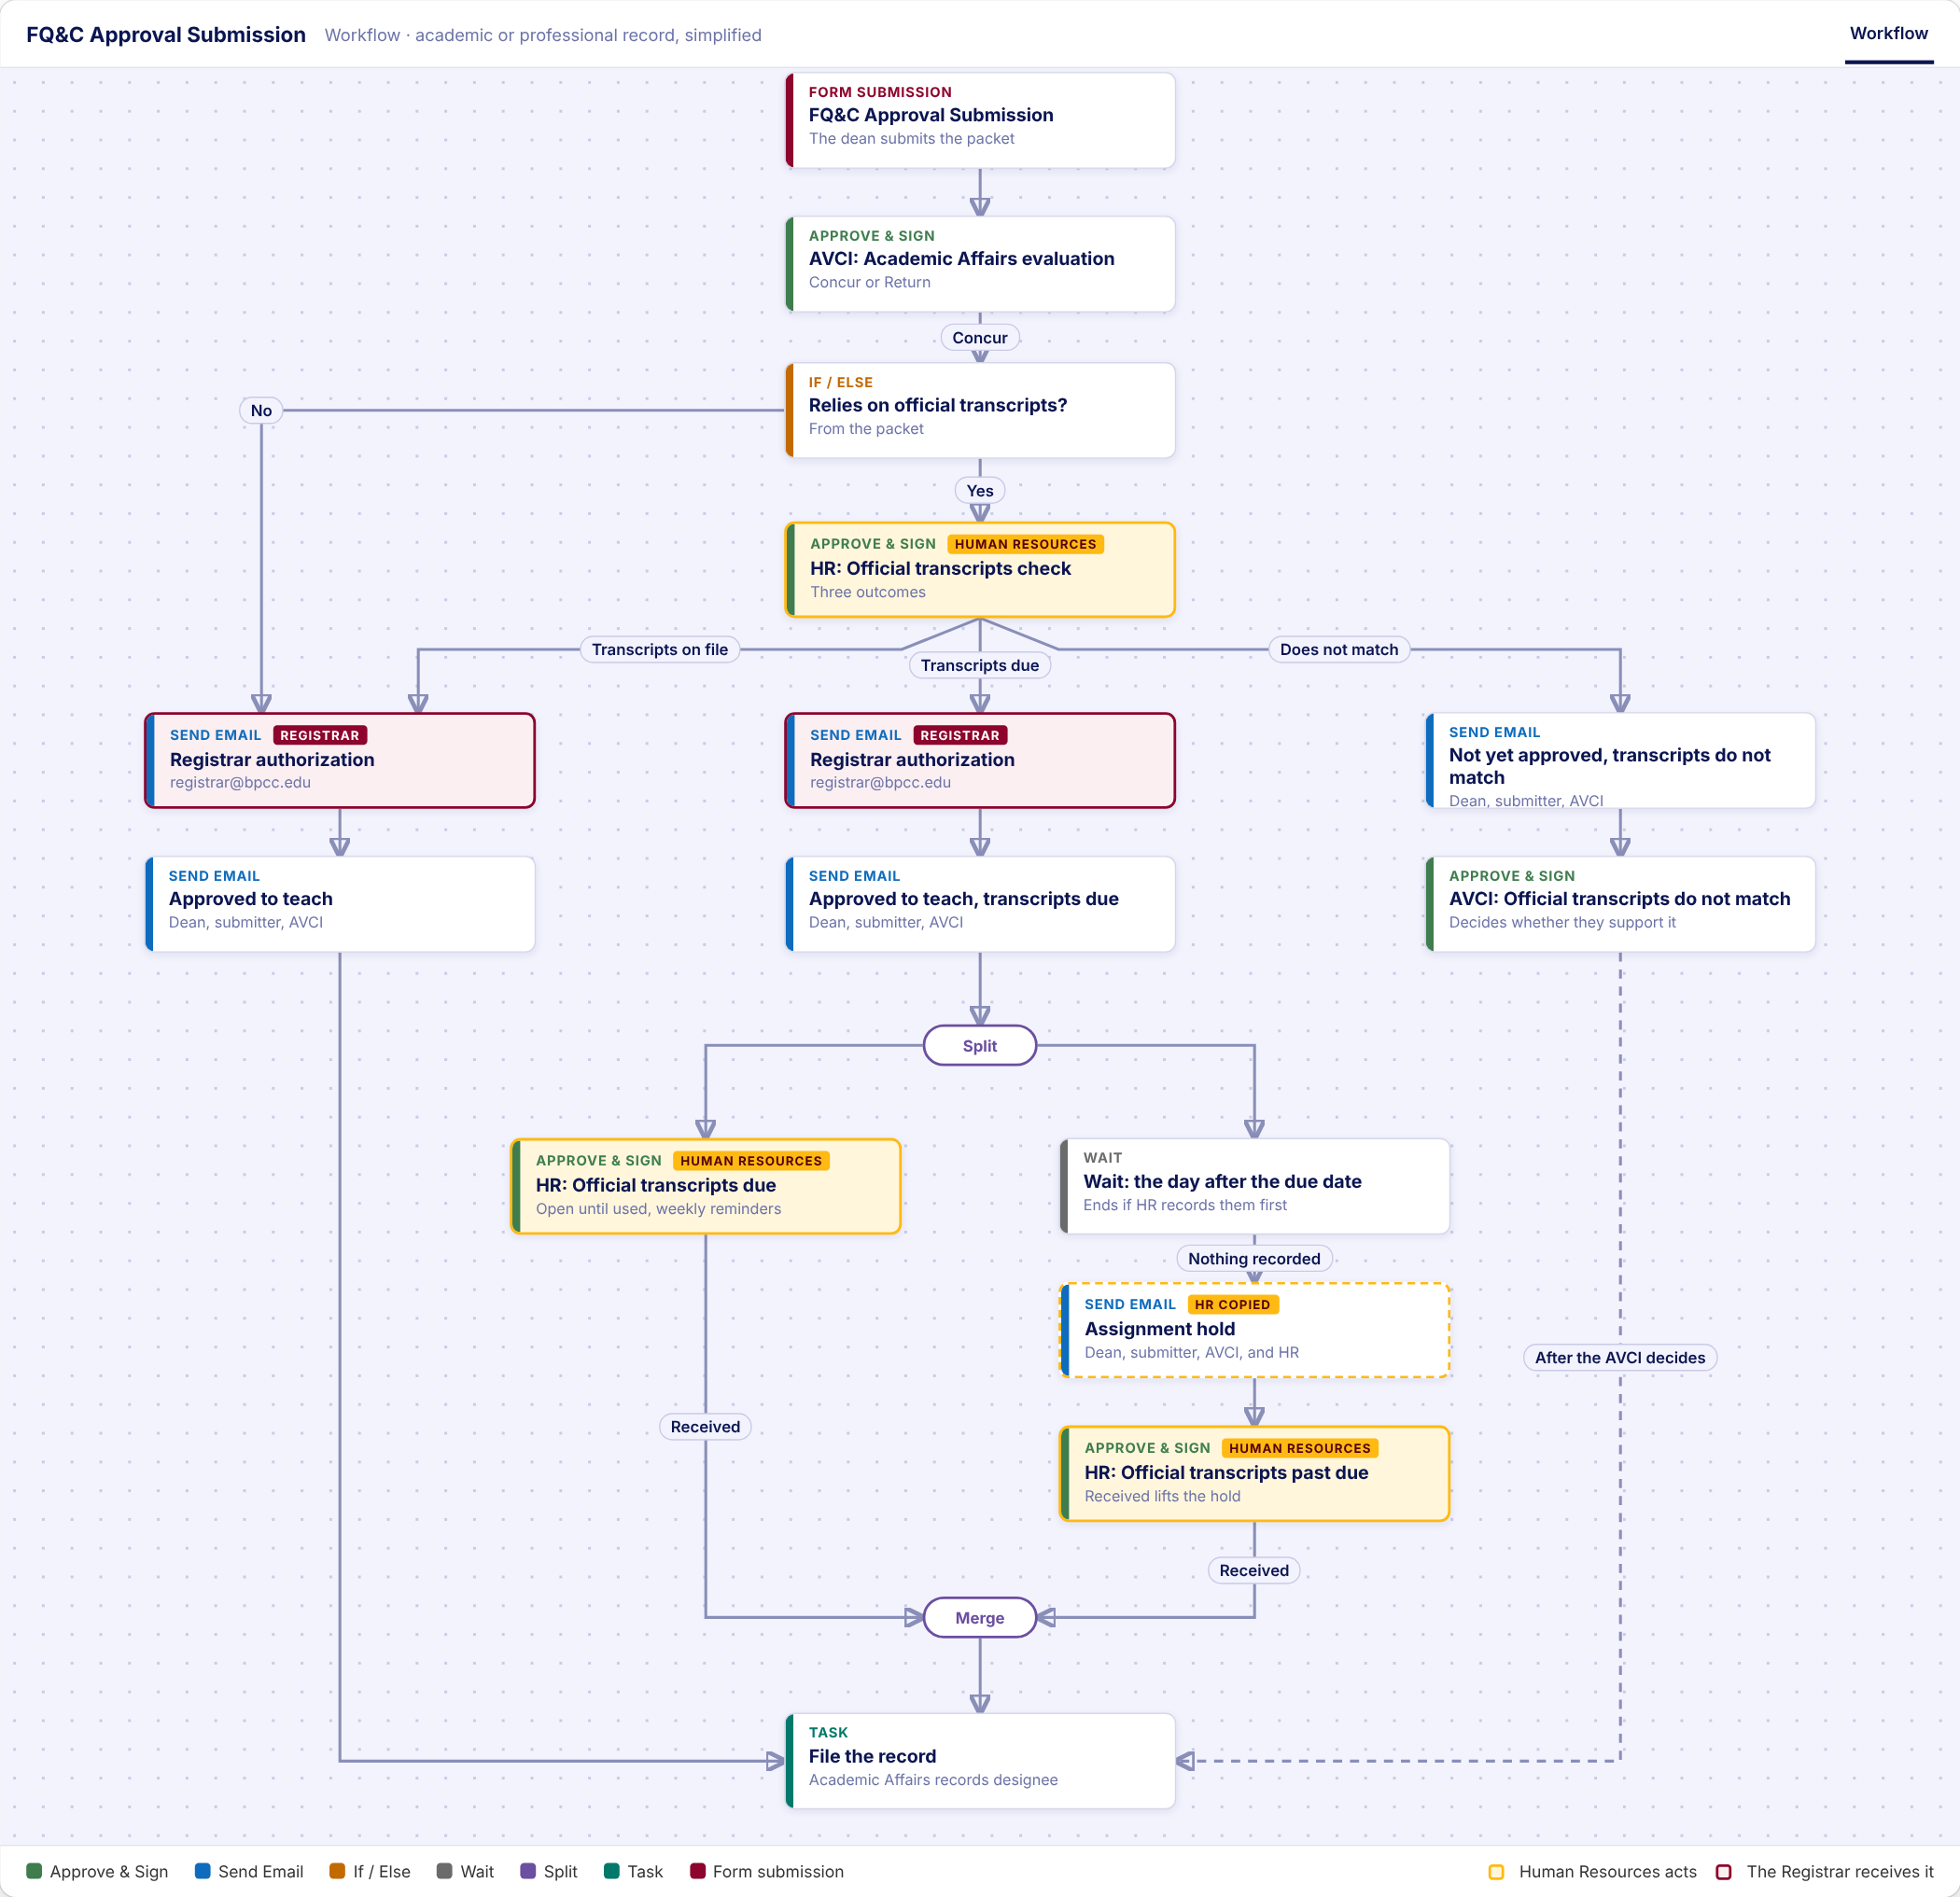 FQ&C Approval Submission
Workflow · academic or professional record, simplified
Workflow
FORM SUBMISSION
FQ&C Approval Submission
The dean submits the packet
APPROVE & SIGN
AVCI: Academic Affairs evaluation
Concur or Return
Concur
IF / ELSE
Relies on official transcripts?
From the packet
No
Yes
APPROVE & SIGN HUMAN RESOURCES
HR: Official transcripts check
Three outcomes
Transcripts on file
Transcripts due
Does not match
SEND EMAIL REGISTRAR
Registrar authorization
registrar@bpcc.edu
SEND EMAIL REGISTRAR
Registrar authorization
registrar@bpcc.edu
SEND EMAIL
Not yet approved, transcripts do not
match
Dean, submitter, AVCI
SEND EMAIL
Approved to teach
Dean, submitter, AVCI
SEND EMAIL
Approved to teach, transcripts due
Dean, submitter, AVCI
APPROVE & SIGN
AVCI: Official transcripts do not match
Decides whether they support it
Split
APPROVE & SIGN HUMAN RESOURCES
HR: Official transcripts due
Open until used, weekly reminders
WAIT
Wait: the day after the due date
Ends if HR records them first
Nothing recorded
SEND EMAIL HR COPIED
Assignment hold
Dean, submitter, AVCI, and HR
After the AVCI decides
Received
APPROVE & SIGN HUMAN RESOURCES
HR: Official transcripts past due
Received lifts the hold
Received
Merge
TASK
File the record
Academic Affairs records designee
Approve & Sign
Send Email
If / Else
Wait
Split
Task
Form submission
Human Resources acts
The Registrar receives it